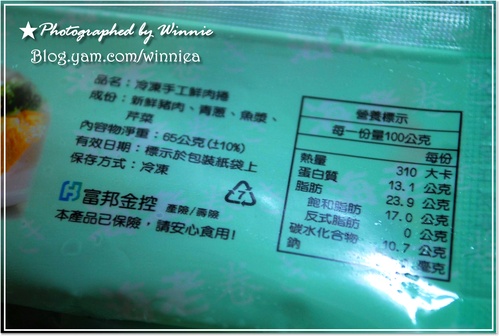 ★ Photographed by Winnie
Blog.yam.com/winniea
品名：冷凍手工鮮肉捲
成份：新鮮豬肉、青蔥、魚漿、
芹菜
內容物淨重：65公克(±10%)
有效日期：標示於包裝紙袋上
保存方式：冷凍
富邦金控 產險/壽險
本產品已保險，請安心食用！
7
營養標示
每一份量100公克
每份
熱量 310 大卡
蛋白質 13.1 公克
脂肪 23.9 公克
飽和脂肪 17.0 公克
反式脂肪 0 公克
碳水化合物 10.7 公克
鈉 毫克